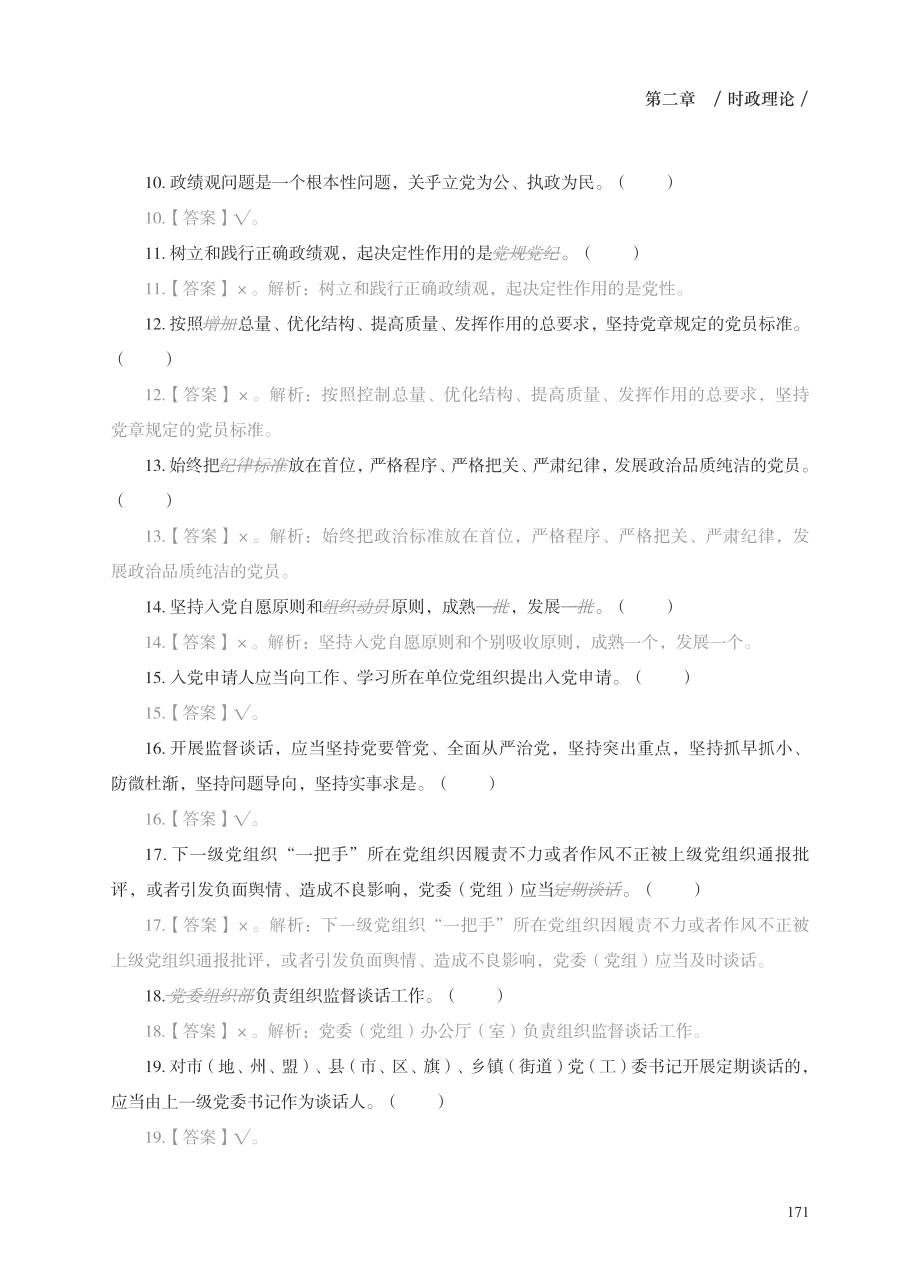 第二章 / 时政理论 /
10. 政绩观问题是一个根本性问题，关乎立党为公、执政为民。（　　）
10.【答案】√。
11. 树立和践行正确政绩观，起决定性作用的是党规党纪。（　　）
11.【答案】×。解析：树立和践行正确政绩观，起决定性作用的是党性。
12. 按照增加总量、优化结构、提高质量、发挥作用的总要求，坚持党章规定的党员标准。
（　　）
12.【答案】×。解析：按照控制总量、优化结构、提高质量、发挥作用的总要求，坚持
党章规定的党员标准。
13. 始终把纪律标准放在首位，严格程序、严格把关、严肃纪律，发展政治品质纯洁的党员。
（　　）
13.【答案】×。解析：始终把政治标准放在首位，严格程序、严格把关、严肃纪律，发
展政治品质纯洁的党员。
14. 坚持入党自愿原则和组织动员原则，成熟一批，发展一批。（　　）
14.【答案】×。解析：坚持入党自愿原则和个别吸收原则，成熟一个，发展一个。
15. 入党申请人应当向工作、学习所在单位党组织提出入党申请。（　　）
15.【答案】√。
16. 开展监督谈话，应当坚持党要管党、全面从严治党，坚持突出重点，坚持抓早抓小、
防微杜渐，坚持问题导向，坚持实事求是。（　　）
16.【答案】√。
17. 下一级党组织“一把手”所在党组织因履责不力或者作风不正被上级党组织通报批
评，或者引发负面舆情、造成不良影响，党委（党组）应当定期谈话。（　　）
17.【答案】×。解析：下一级党组织“一把手”所在党组织因履责不力或者作风不正被
上级党组织通报批评，或者引发负面舆情、造成不良影响，党委（党组）应当及时谈话。
18. 党委组织部负责组织监督谈话工作。（　　）
18.【答案】×。解析：党委（党组）办公厅（室）负责组织监督谈话工作。
19. 对市（地、州、盟）、县（市、区、旗）、乡镇（街道）党（工）委书记开展定期谈话的，
应当由上一级党委书记作为谈话人。（　　）
19.【答案】√。
171